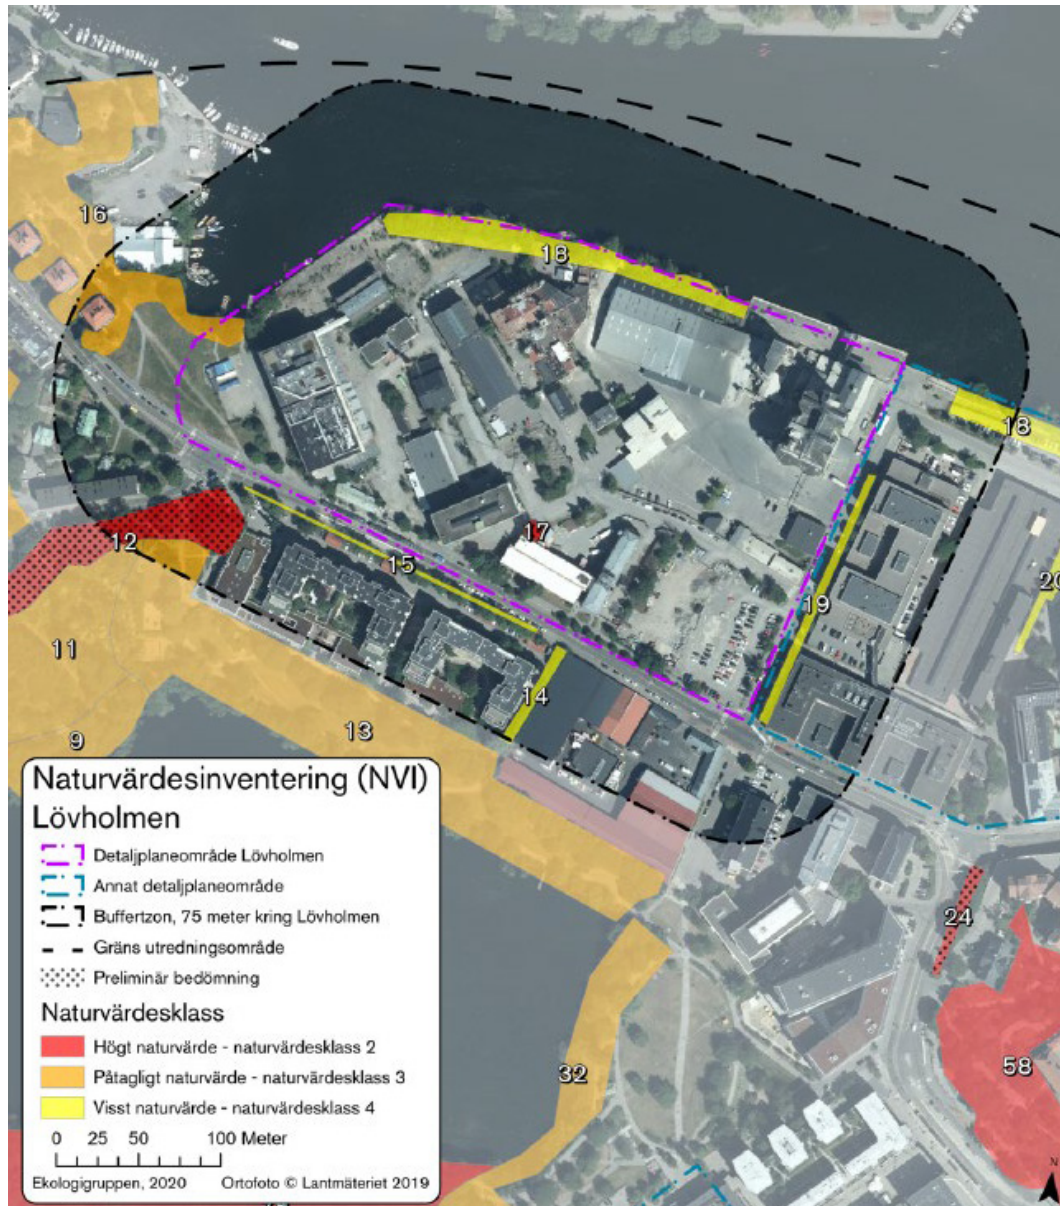 16
18
18
17
12
15
20
19
11
14
13
9
24
32
58
Naturvärdesinventering (NVI)
Lövholmen
Detaljplaneområde Lövholmen
Annat detaljplaneområde
Buffertzon, 75 meter kring Lövholmen
Gräns utredningsområde
Preliminär bedömning
Naturvärdesklass
Högt naturvärde - naturvärdesklass 2
Påtagligt naturvärde - naturvärdesklass 3
Visst naturvärde - naturvärdesklass 4
0 25 50 100 Meter
Ekologigruppen, 2020 Ortofoto © Lantmäteriet 2019
N